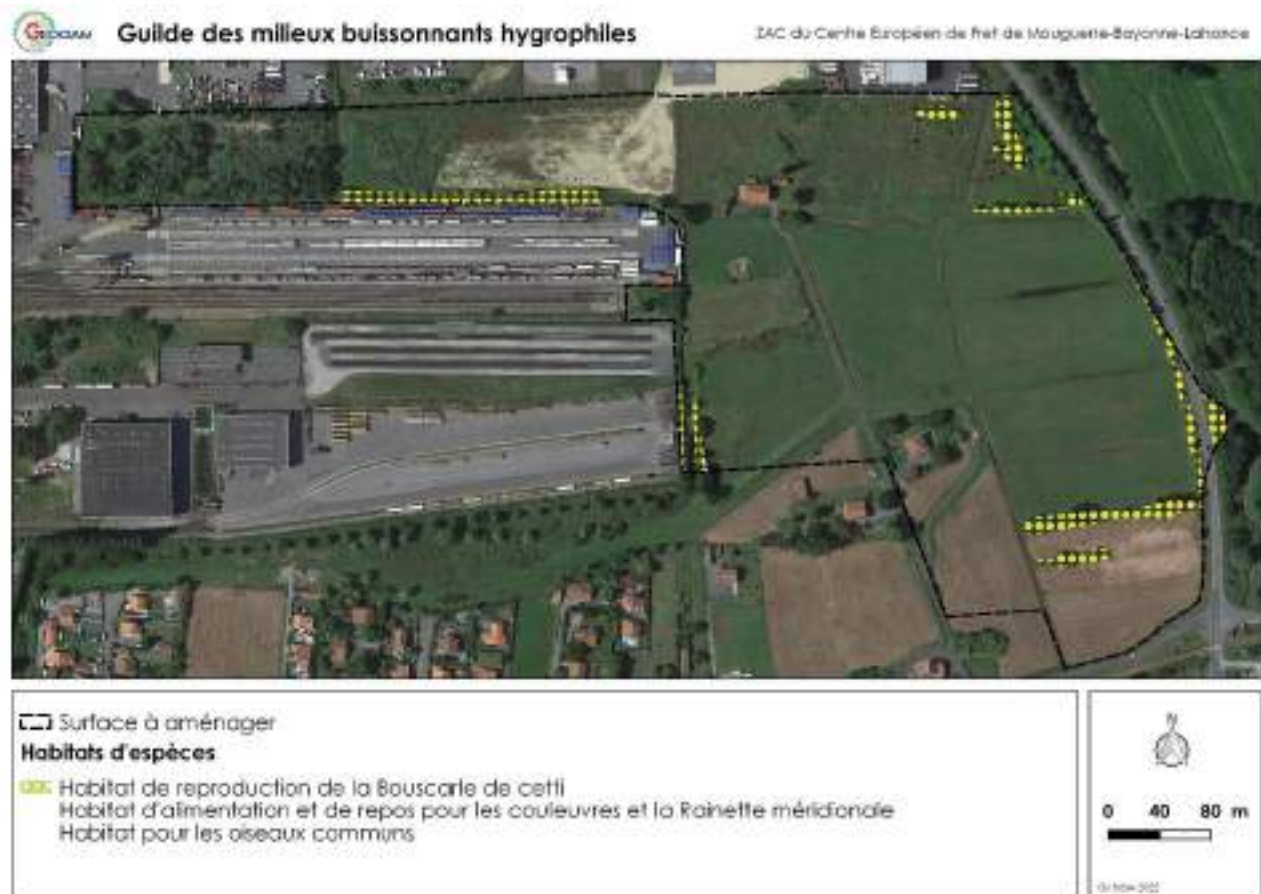 GEOCIAM
Guilde des milieux buissonnants hygrophiles
ZAC du Centre Européen de Fret de Mouguerre-Bayonne-Lahonce
Surface à aménager
Habitats d'espèces
Habitat de reproduction de la Bouscarle de cetti
Habitat d'alimentation et de repos pour les couleuvres et la Rainette méridionale
Habitat pour les oiseaux communs
N
0 40 80 m